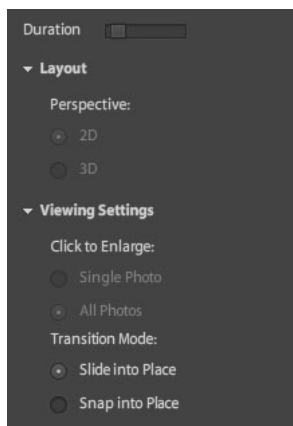 Duration
Layout
Perspective:
2D
3D
Viewing Settings
Click to Enlarge:
Single Photo
All Photos
Transition Mode:
Slide into Place
Snap into Place